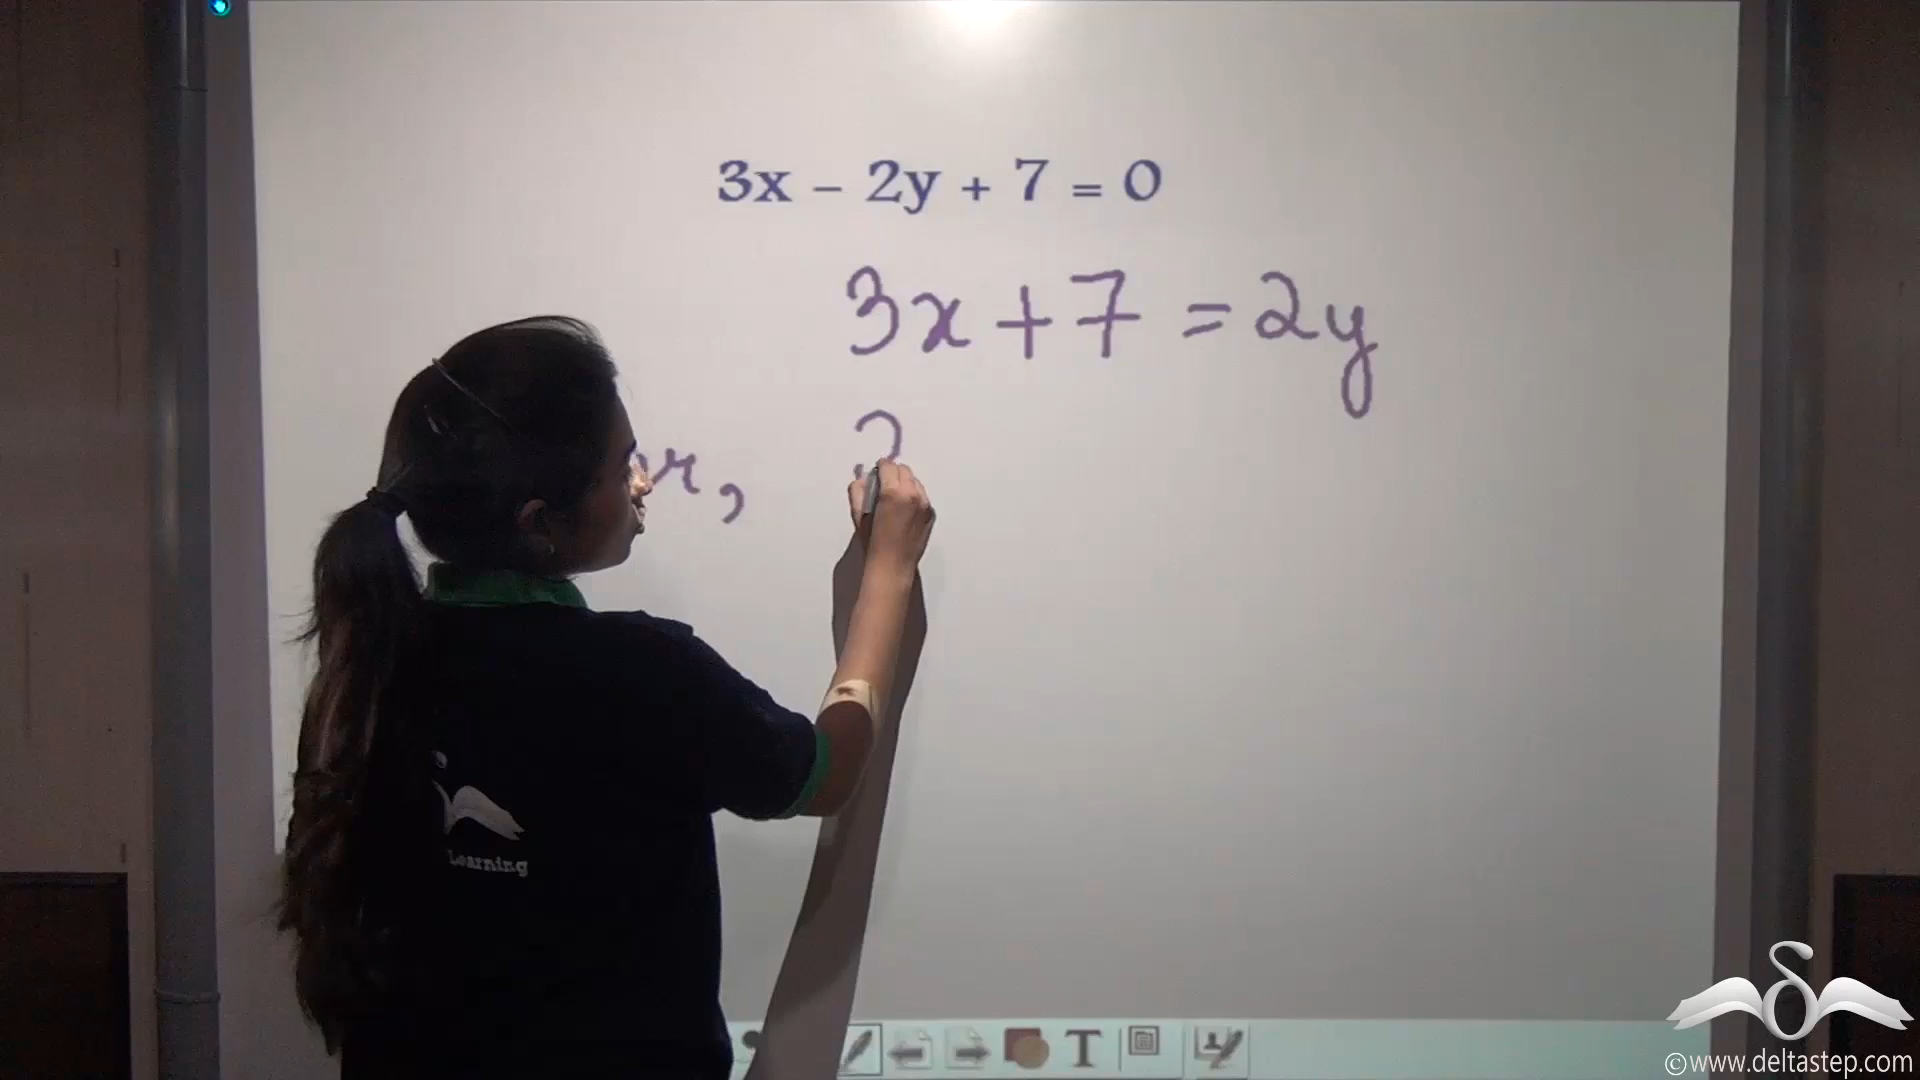 3x – 2y + 7 = 0
3x + 7 = 2y
Learning
T
©www.deltastep.com